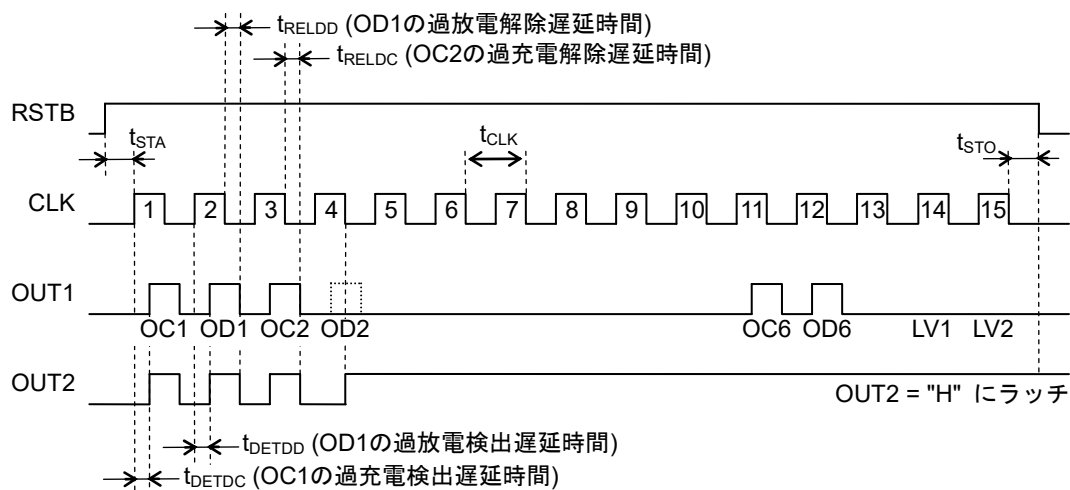 tRELDD (OD1の過放電解除遅延時間)
tRELDC (OC2の過充電解除遅延時間)
RSTB
tSTA
tCLK
tSTO
CLK
1 2 3 4 5 6 7 8 9 10 11 12 13 14 15
OUT1
OC1 OD1 OC2 OD2 OC6 OD6 LV1 LV2
OUT2
OUT2 = "H" にラッチ
tDETDD (OD1の過放電検出遅延時間)
tDETDC (OC1の過充電検出遅延時間)